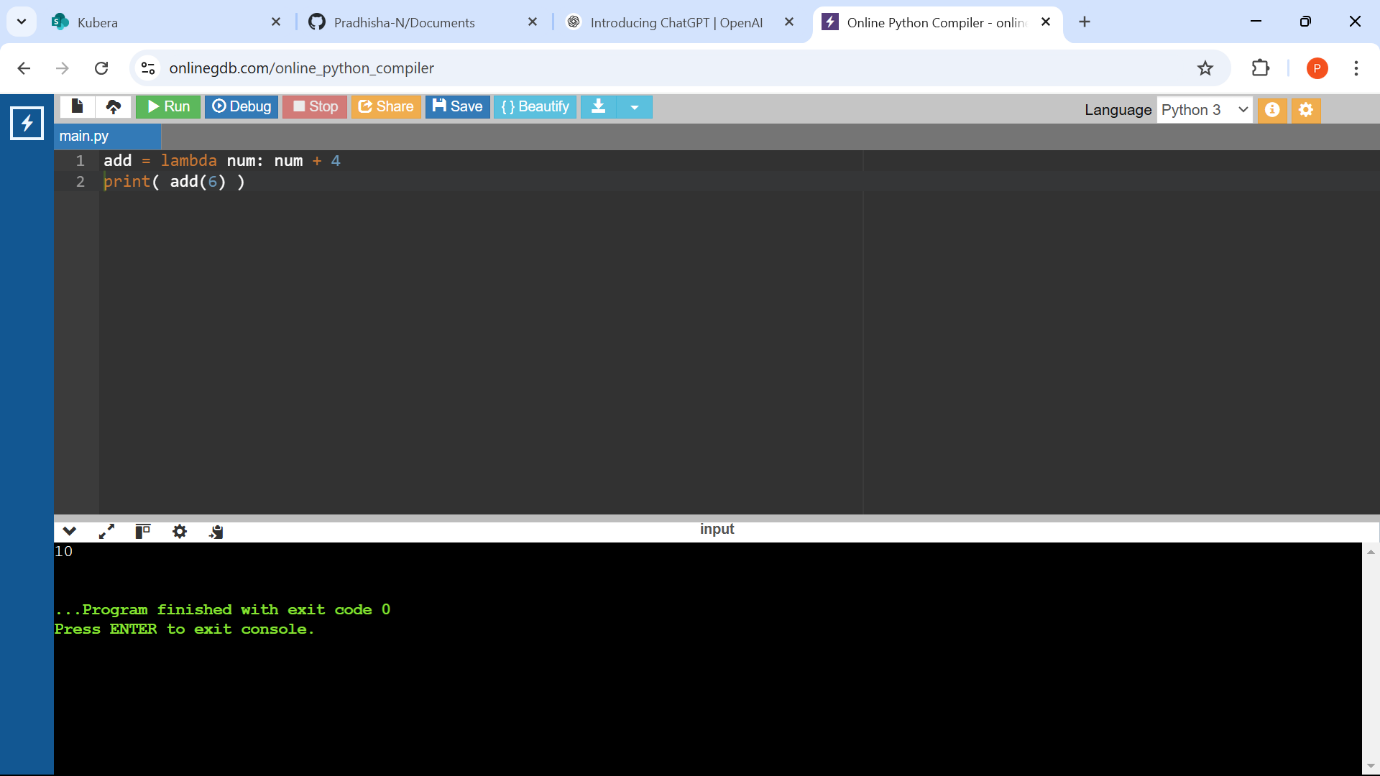 Kubera
Pradhisha-N/Documents
Introducing ChatGPT | OpenAI
Online Python Compiler - onlin
onlinegdb.com/online_python_compiler
P
Run Debug Stop Share Save { } Beautify
Language Python 3
main.py
1 add = lambda num: num + 4
2 print( add(6) )
input
10
...Program finished with exit code 0
Press ENTER to exit console.